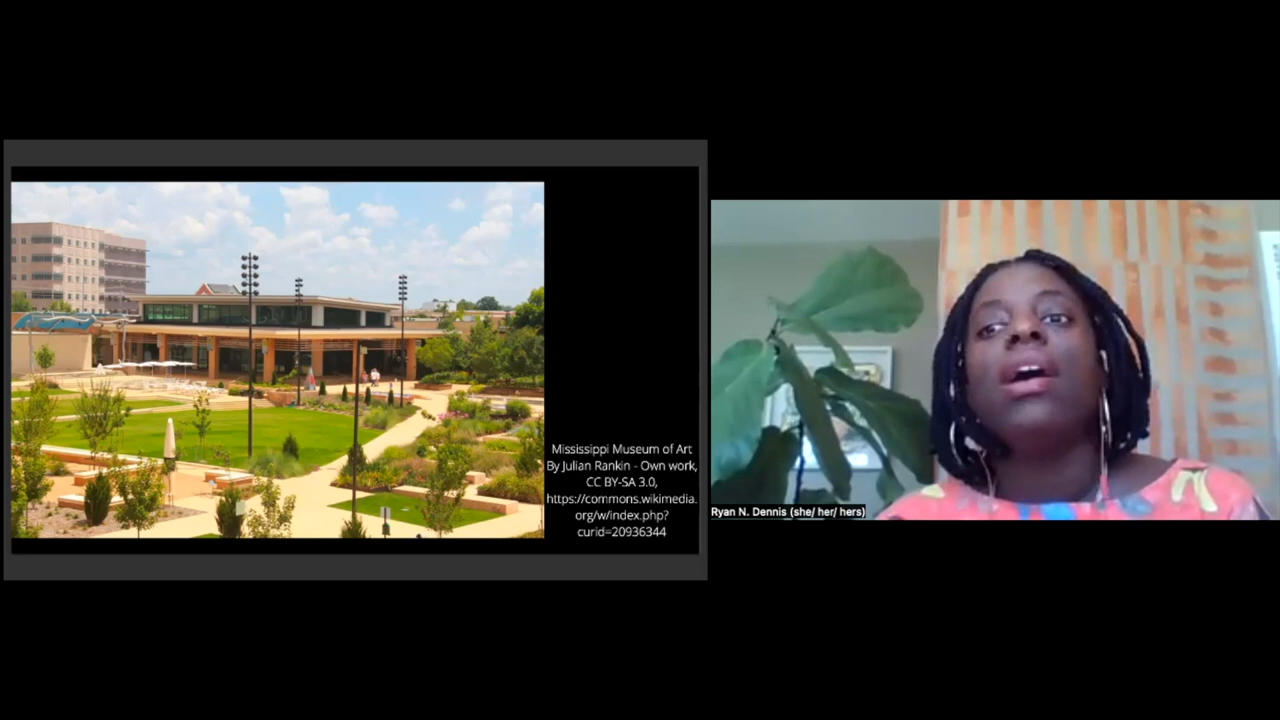 Mississippi Museum of Art
By Julian Rankin - Own work,
CC BY-SA 3.0,
https://commons.wikimedia.
org/w/index.php?
curid=20936344
Ryan N. Dennis (she/ her/ hers)